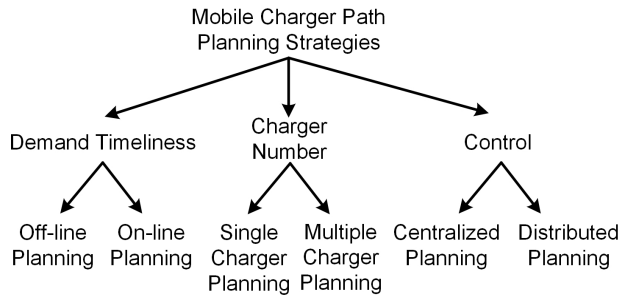 Mobile Charger Path
Planning Strategies
Demand Timeliness
Charger
Number
Control
Off-line
Planning
On-line
Planning
Single
Charger
Planning
Multiple
Charger
Planning
Centralized
Planning
Distributed
Planning